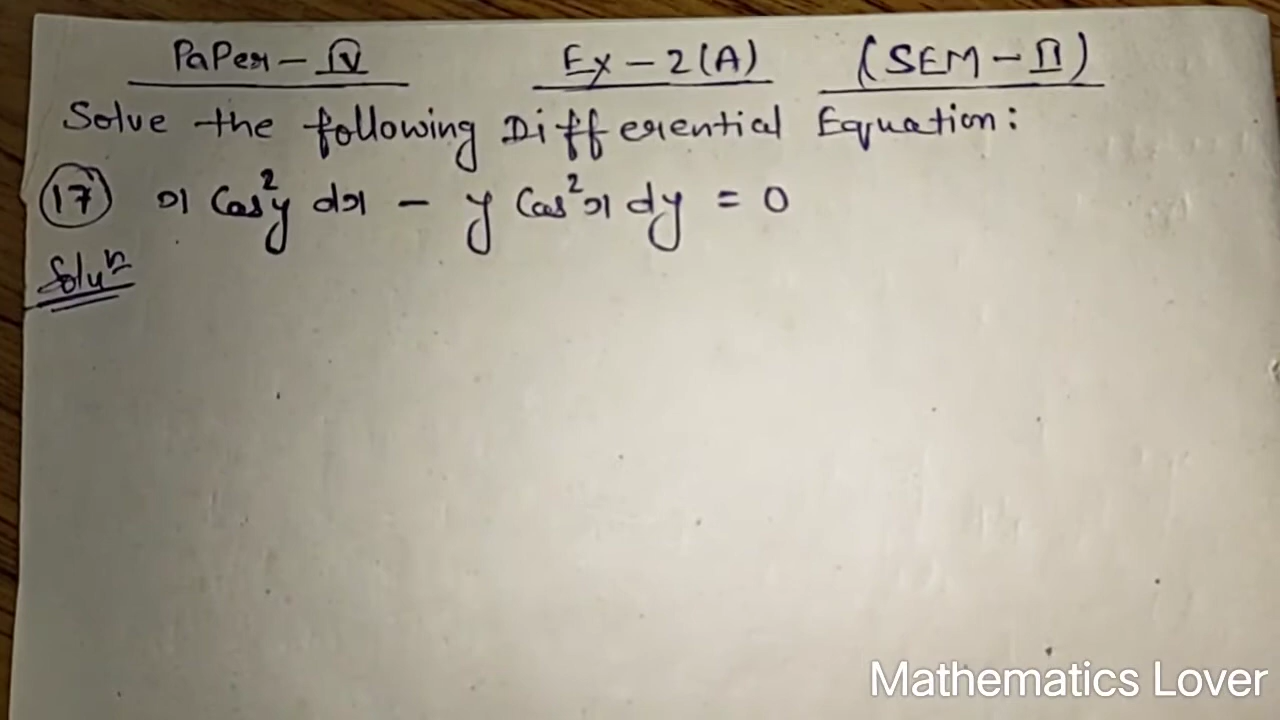 Paper - IV Ex - 2(A) (SEM - II)
Solve the following Differential Equation:
(17) x Cos²y dx - y Cos²x dy = 0
Soluⁿ
Mathematics Lover